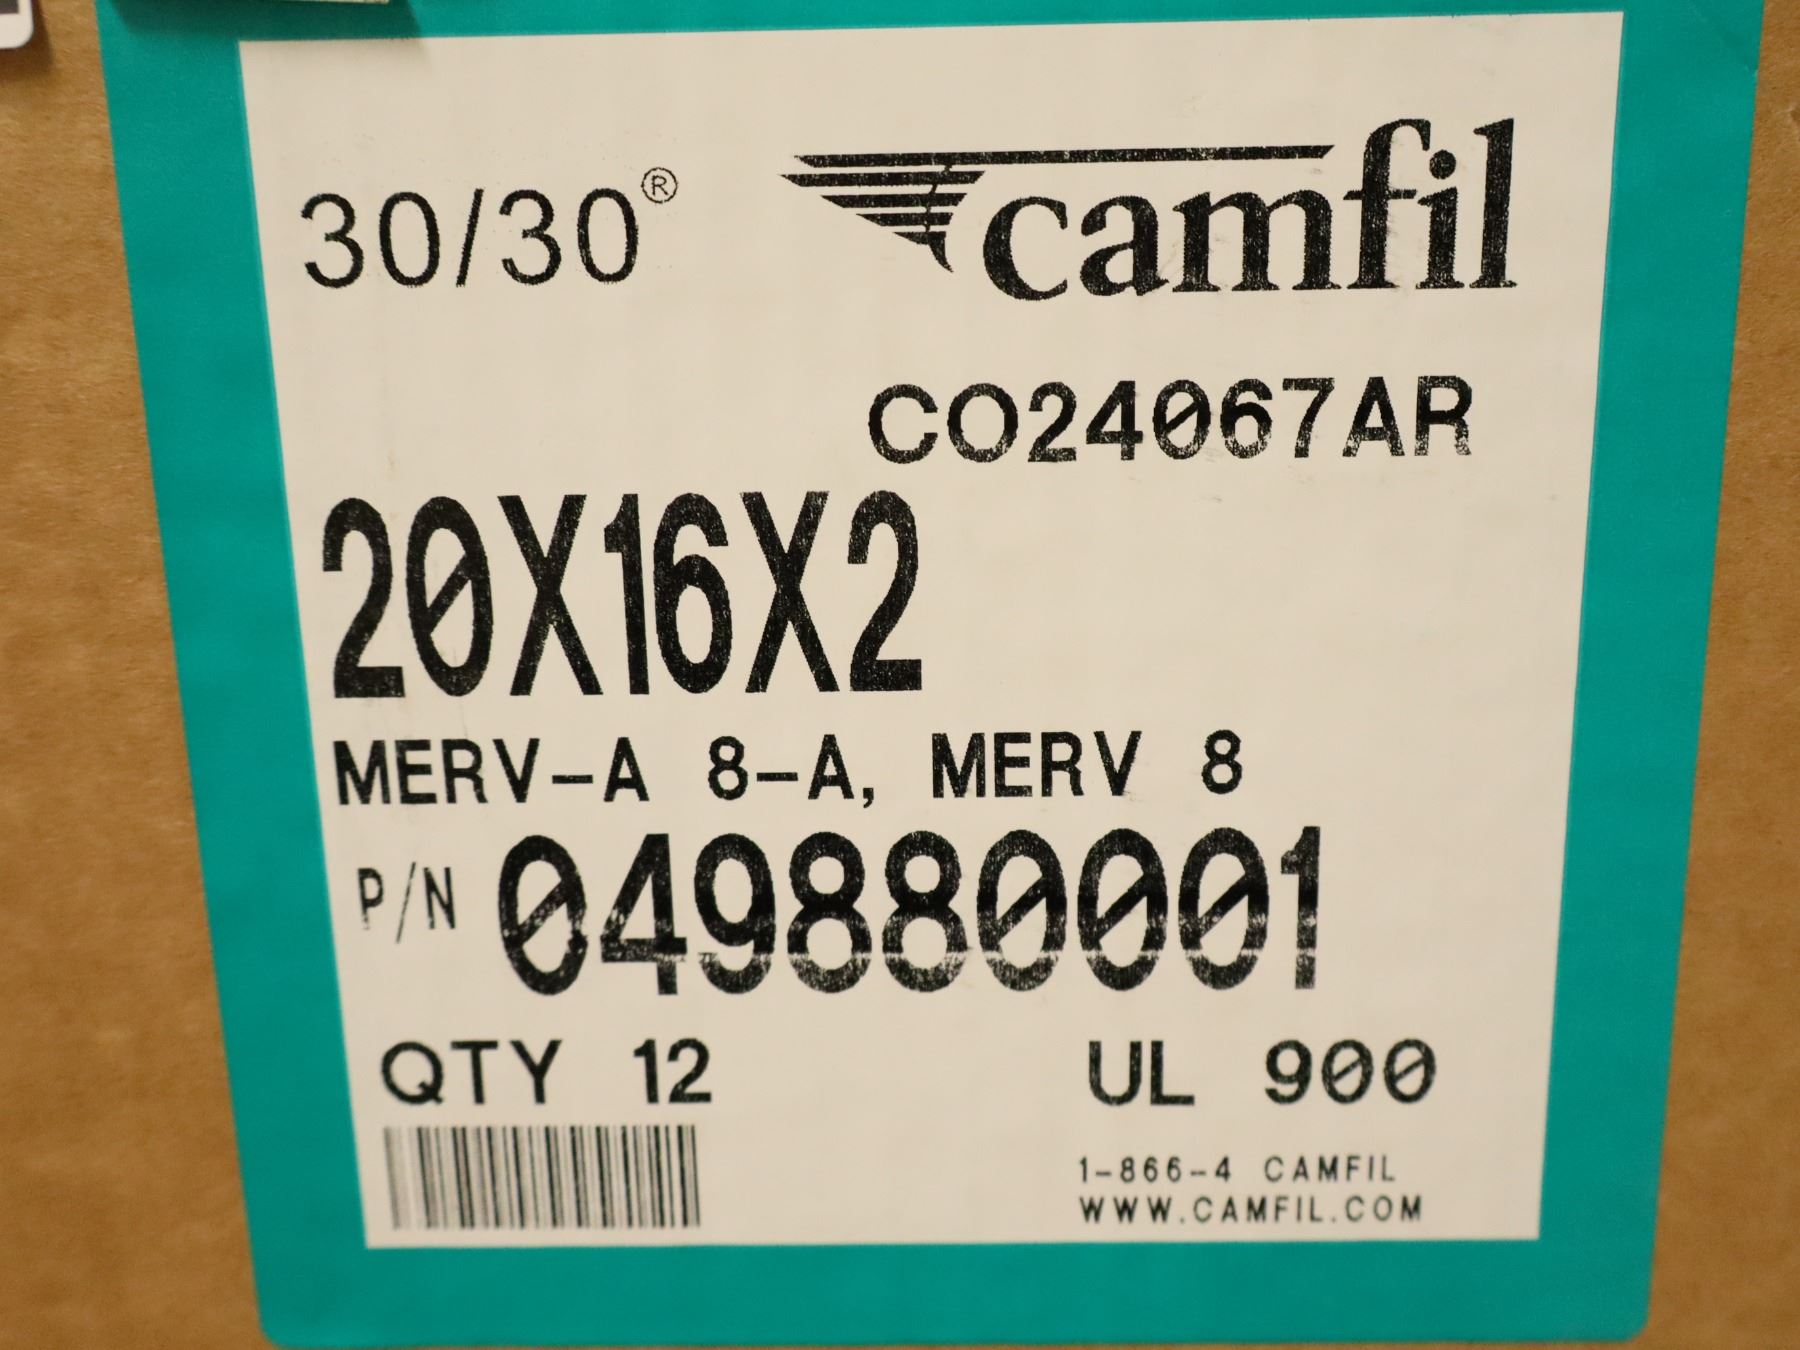 30/30®
camfil
CO24067AR
20X16X2
MERV-A 8-A, MERV 8
P/N 049880001
QTY 12
UL 900
1-866-4 CAMFIL
WWW.CAMFIL.COM